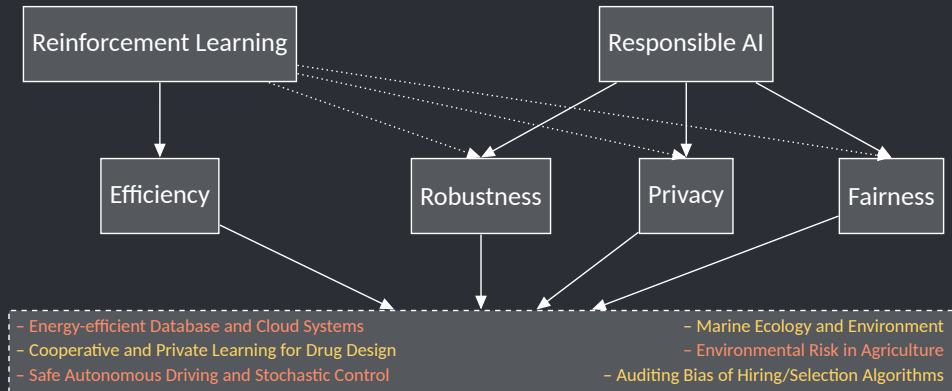 Reinforcement Learning
Responsible AI
Efficiency
Robustness
Privacy
Fairness
– Energy-efficient Database and Cloud Systems
– Cooperative and Private Learning for Drug Design
– Safe Autonomous Driving and Stochastic Control
– Marine Ecology and Environment
– Environmental Risk in Agriculture
– Auditing Bias of Hiring/Selection Algorithms